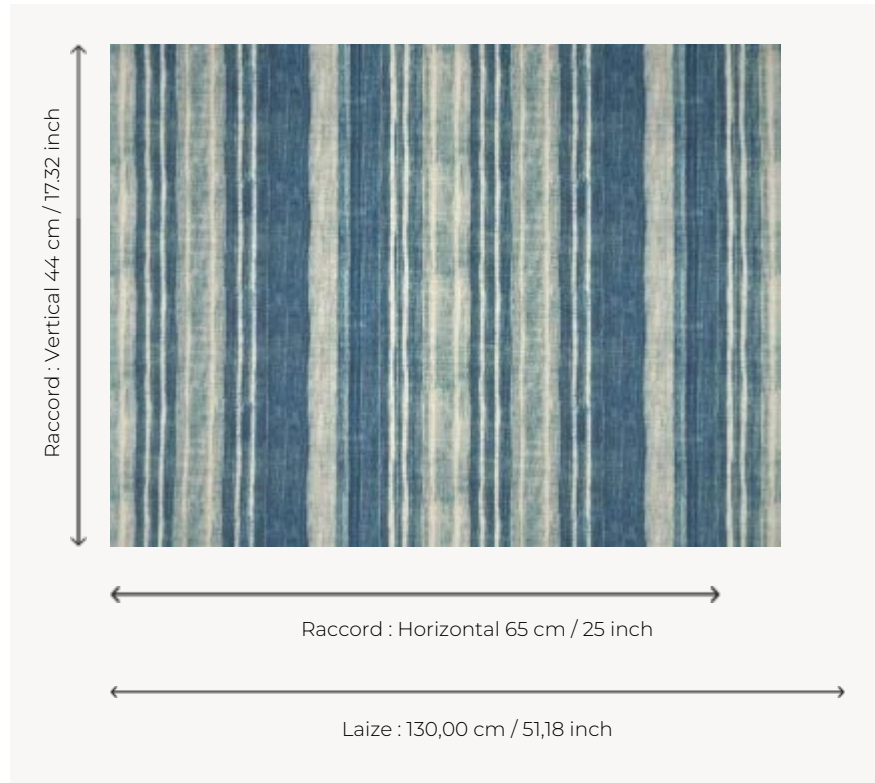 Raccord : Vertical 44 cm / 17.32 inch
Raccord : Horizontal 65 cm / 25 inch
Laize : 130,00 cm / 51,18 inch